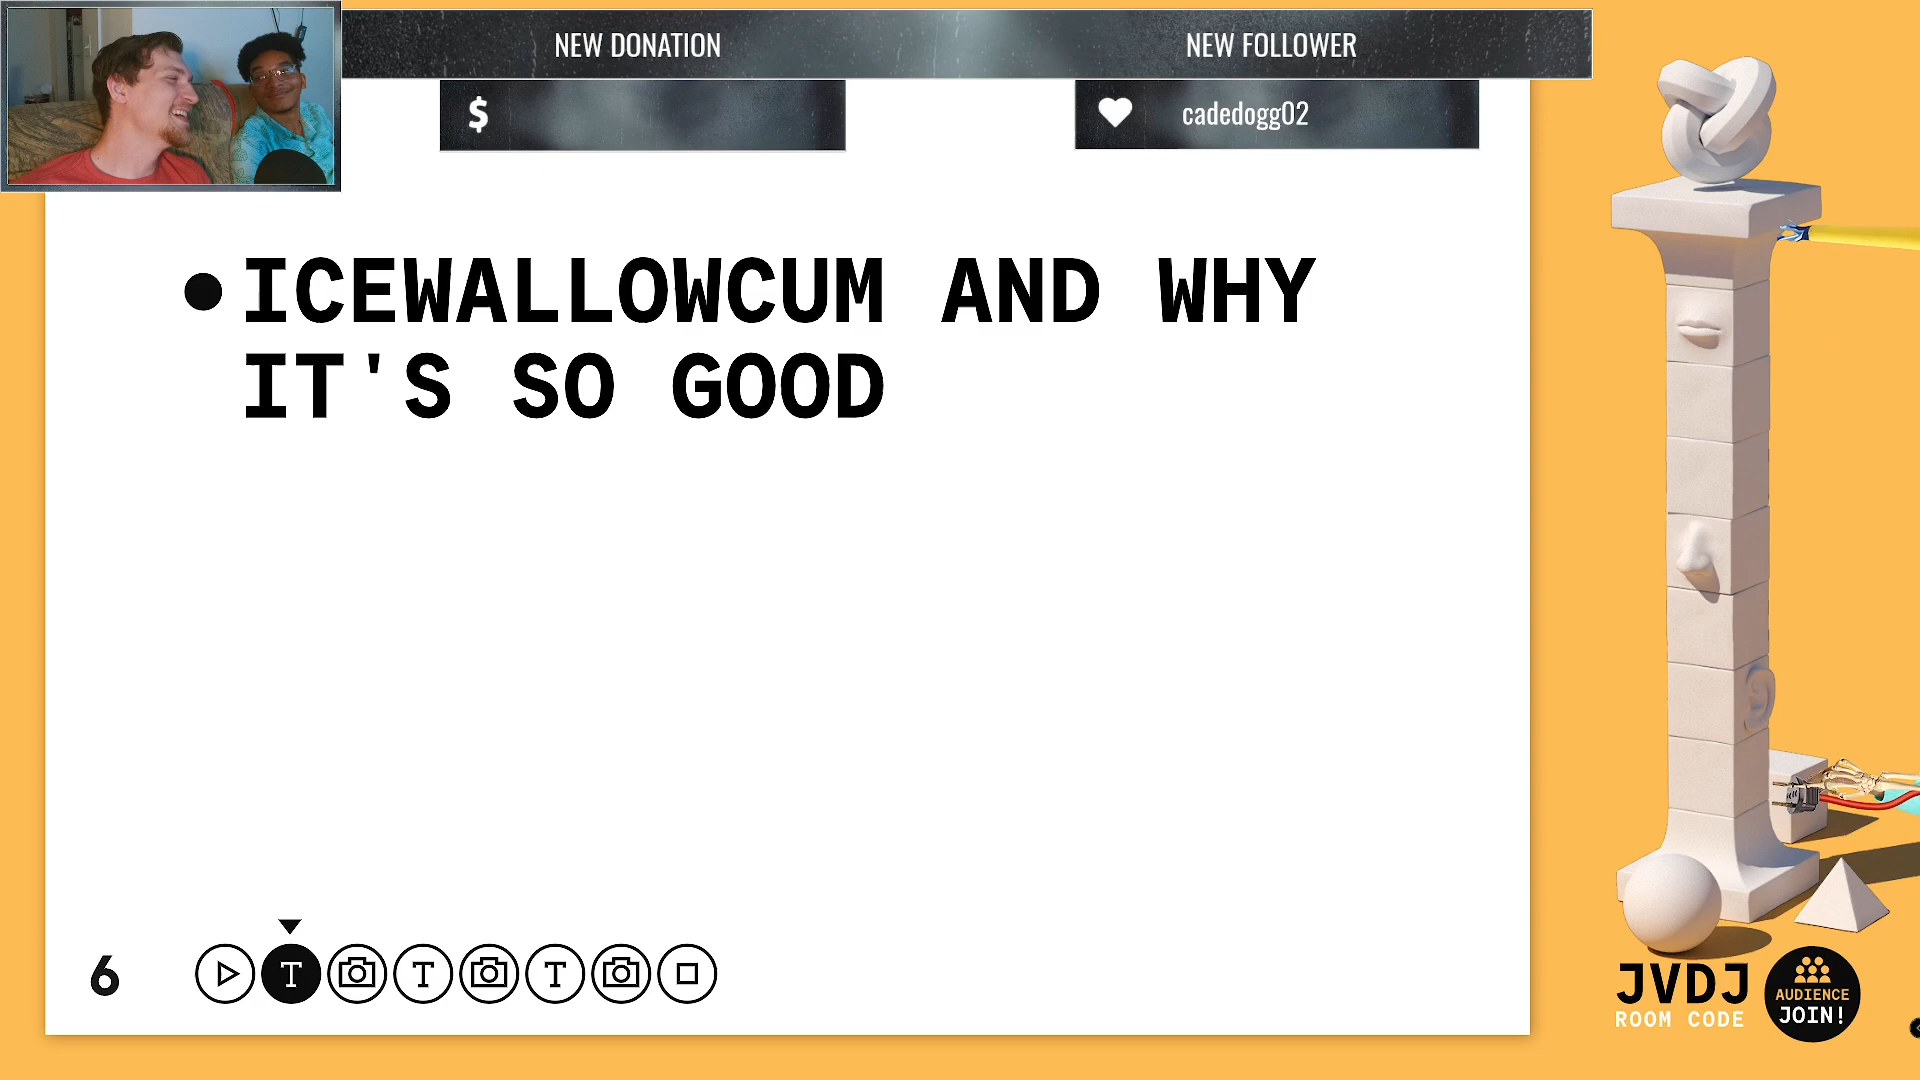 NEW DONATION
NEW FOLLOWER
$
cadedogg02
• ICEWALLOWCUM AND WHY
IT'S SO GOOD
6
T
T
T
JVDJ
ROOM CODE
AUDIENCE
JOIN!